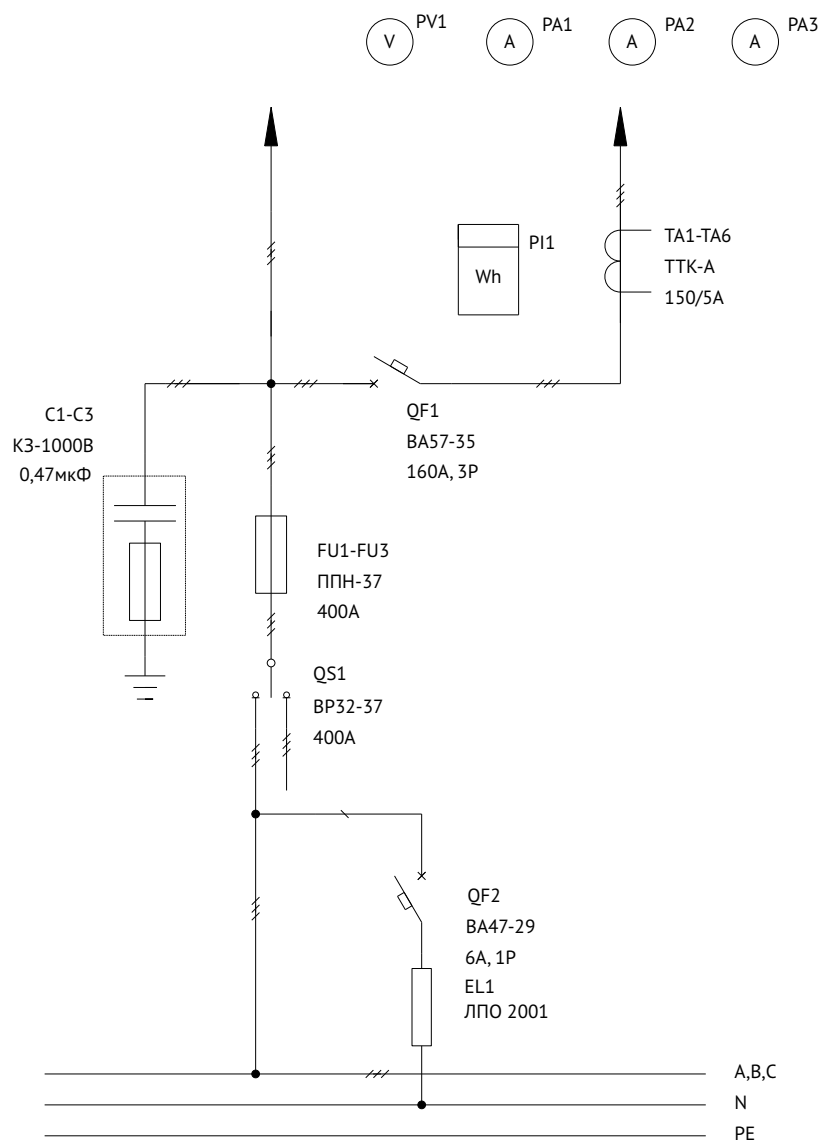 PV1
V
PA1
A
PA2
A
PA3
A
PI1
Wh
TA1-TA6
ТТК-А
150/5А
С1-С3
КЗ-1000В
0,47мкФ
QF1
ВА57-35
160А, 3Р
FU1-FU3
ППН-37
400А
QS1
ВР32-37
400А
QF2
ВА47-29
6А, 1Р
EL1
ЛПО 2001
A,B,C
N
PE